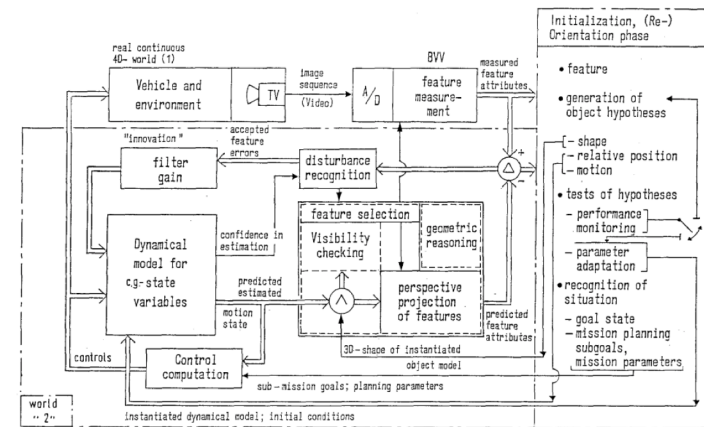 Initialization, (Re-)
Orientation phase
real continuous
4D- world (1)
Vehicle and
environment
TV
image
sequence
(Video)
BVV
A/D
feature
measure-
ment
measured
feature
attributes
• feature
• generation of
object hypotheses
- shape
- relative position
- motion
• tests of hypotheses
- performance
monitoring
- parameter
adaptation
• recognition of
situation
- goal state
- mission planning
subgoals,
mission parameters
"innovation"
accepted
feature
errors
filter
gain
disturbance
recognition
Δ
+
-
feature selection
Visibility
checking
geometric
reasoning
confidence in
estimation
Dynamical
model for
c.g-state
variables
predicted
estimated
motion
state
perspective
projection
of features
predicted
feature
attributes
3D-shape of instantiated
object model
controls
Control
computation
sub-mission goals; planning parameters
world
"2"
instantiated dynamical model; initial conditions